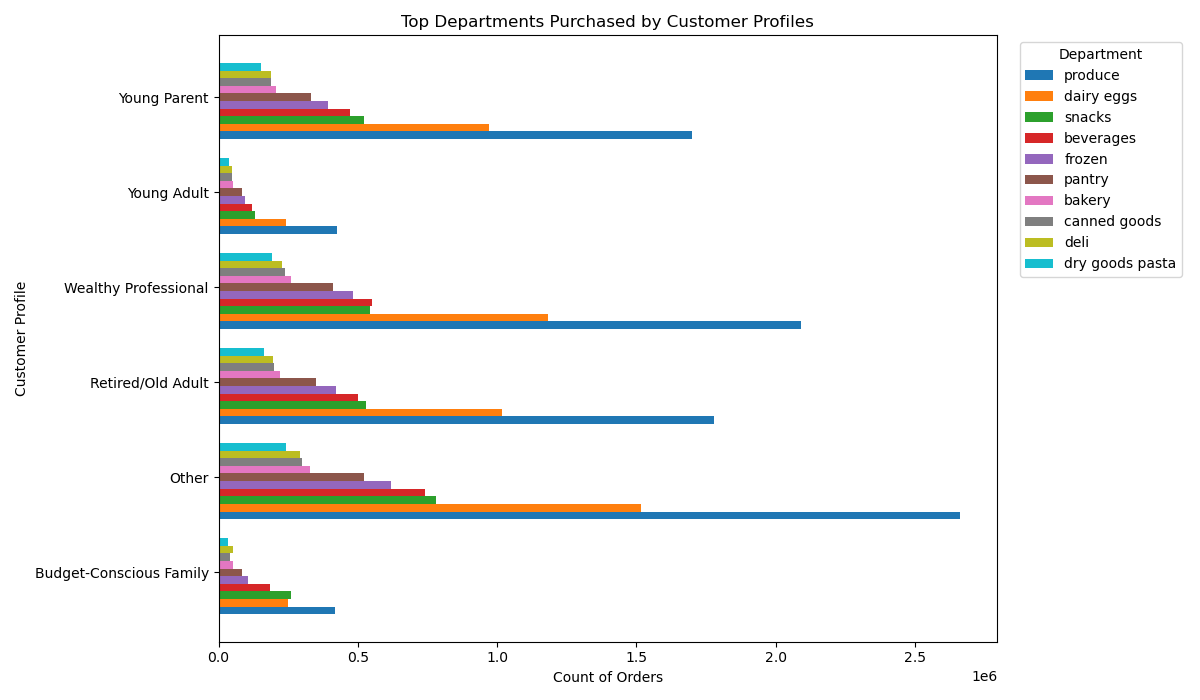 Top Departments Purchased by Customer Profiles
Customer Profile
Young Parent
Young Adult
Wealthy Professional
Retired/Old Adult
Other
Budget-Conscious Family
0.0 0.5 1.0 1.5 2.0 2.5
1e6
Count of Orders
Department
produce
dairy eggs
snacks
beverages
frozen
pantry
bakery
canned goods
deli
dry goods pasta